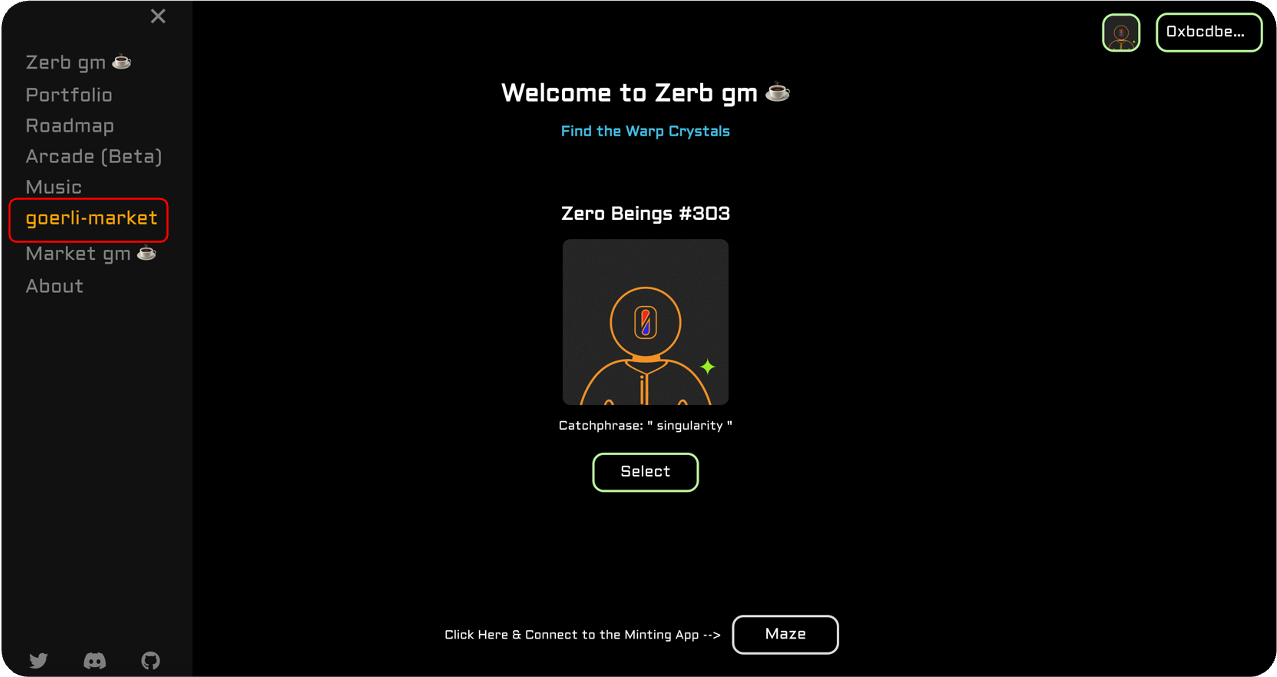 Zerb gm ☕
Portfolio
Roadmap
Arcade (Beta)
Music
goerli-market
Market gm ☕
About
0xbcdbe...
Welcome to Zerb gm ☕
Find the Warp Crystals
Zero Beings #303
Catchphrase: " singularity "
Select
Click Here & Connect to the Minting App -->
Maze